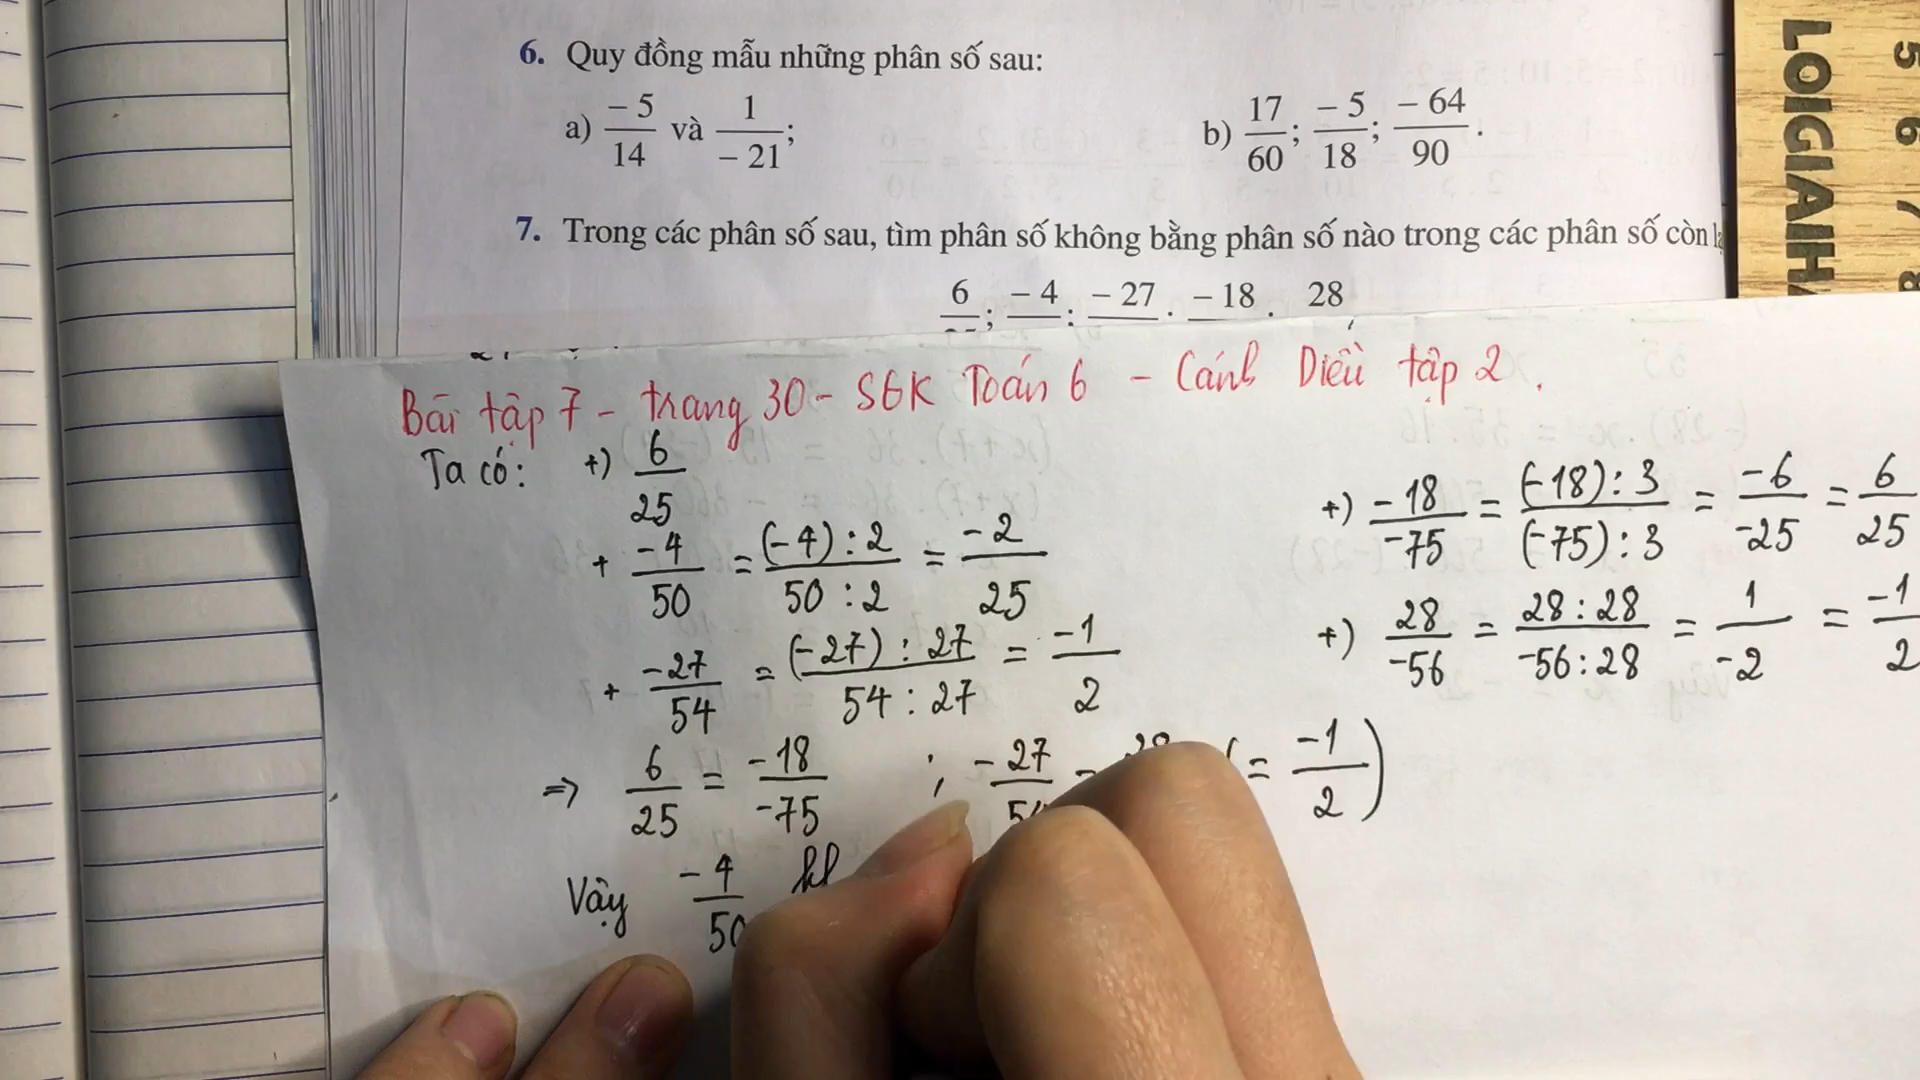 6. Quy đồng mẫu những phân số sau:
a) -5/14 và 1/-21; b) 17/60; -5/18; -64/90.
7. Trong các phân số sau, tìm phân số không bằng phân số nào trong các phân số còn
6 ; -4 ; -27 . -18 . 28
LOIGIAIH
5 6 7 8
Bài tập 7 - trang 30 - SGK Toán 6 - Cánh Diều tập 2.
Ta có: +) 6/25
+ -4/50 = (-4) : 2 / 50 : 2 = -2/25
+ -27/54 = (-27) : 27 / 54 : 27 = -1/2
+) -18/-75 = (-18) : 3 / (-75) : 3 = -6/-25 = 6/25
+) 28/-56 = 28 : 28 / -56 : 28 = 1/-2 = -1/2
=> 6/25 = -18/-75 ; -27/54 = 28 (= -1/2)
Vậy -4/50